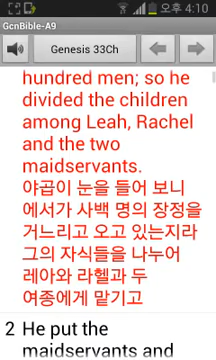 오후 4:10
GcnBible-A9
Genesis 33Ch
hundred men; so he
divided the children
among Leah, Rachel
and the two
maidservants.
야곱이 눈을 들어 보니
에서가 사백 명의 장정을
거느리고 오고 있는지라
그의 자식들을 나누어
레아와 라헬과 두
여종에게 맡기고
2 He put the
maidservants and